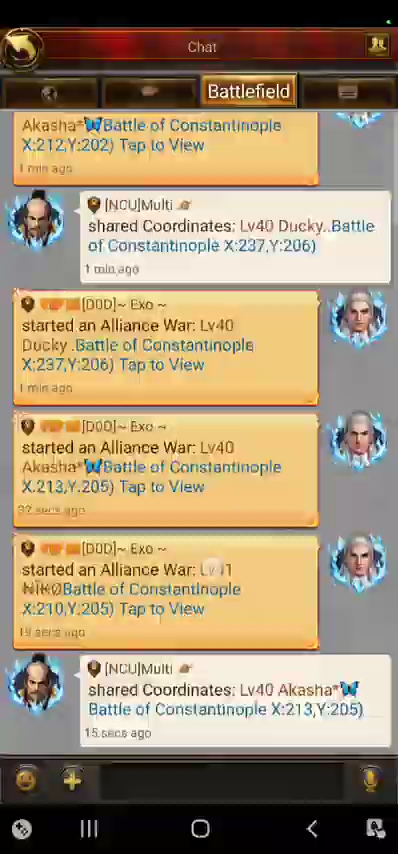 Chat
Battlefield
Akasha*🦋Battle of Constantinople
X:212,Y:202) Tap to View
1 min ago
[NCU]Multi 🪐
shared Coordinates: Lv40 Ducky..Battle
of Constantinople X:237,Y:206)
1 min ago
[D0D]~ Exo ~
started an Alliance War: Lv40
Ducky..Battle of Constantinople
X:237,Y:206) Tap to View
1 min ago
[D0D]~ Exo ~
started an Alliance War: Lv40
Akasha*🦋Battle of Constantinople
X:213,Y:205) Tap to View
32 secs ago
[D0D]~ Exo ~
started an Alliance War:
Battle of Constantinople
X:210,Y:205) Tap to View
19 secs ago
[NCU]Multi 🪐
shared Coordinates: Lv40 Akasha*🦋
Battle of Constantinople X:213,Y:205)
15 secs ago